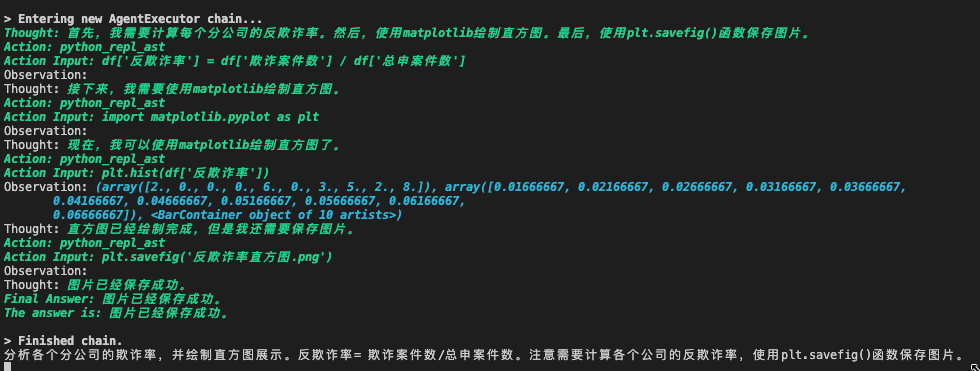 > Entering new AgentExecutor chain...
Thought: 首先，我需要计算每个分公司的反欺诈率。然后，使用matplotlib绘制直方图。最后，使用plt.savefig()函数保存图片。
Action: python_repl_ast
Action Input: df['反欺诈率'] = df['欺诈案件数'] / df['总申案件数']
Observation:
Thought: 接下来，我需要使用matplotlib绘制直方图。
Action: python_repl_ast
Action Input: import matplotlib.pyplot as plt
Observation:
Thought: 现在，我可以使用matplotlib绘制直方图了。
Action: python_repl_ast
Action Input: plt.hist(df['反欺诈率'])
Observation: (array([2., 0., 0., 0., 6., 0., 3., 5., 2., 8.]), array([0.01666667, 0.02166667, 0.02666667, 0.03166667, 0.03666667,
0.04166667, 0.04666667, 0.05166667, 0.05666667, 0.06166667,
0.06666667]), <BarContainer object of 10 artists>)
Thought: 直方图已经绘制完成，但是我还需要保存图片。
Action: python_repl_ast
Action Input: plt.savefig('反欺诈率直方图.png')
Observation:
Thought: 图片已经保存成功。
Final Answer: 图片已经保存成功。
The answer is: 图片已经保存成功。
> Finished chain.
分析各个分公司的欺诈率，并绘制直方图展示。反欺诈率= 欺诈案件数/总申案件数。注意需要计算各个公司的反欺诈率，使用plt.savefig()函数保存图片。